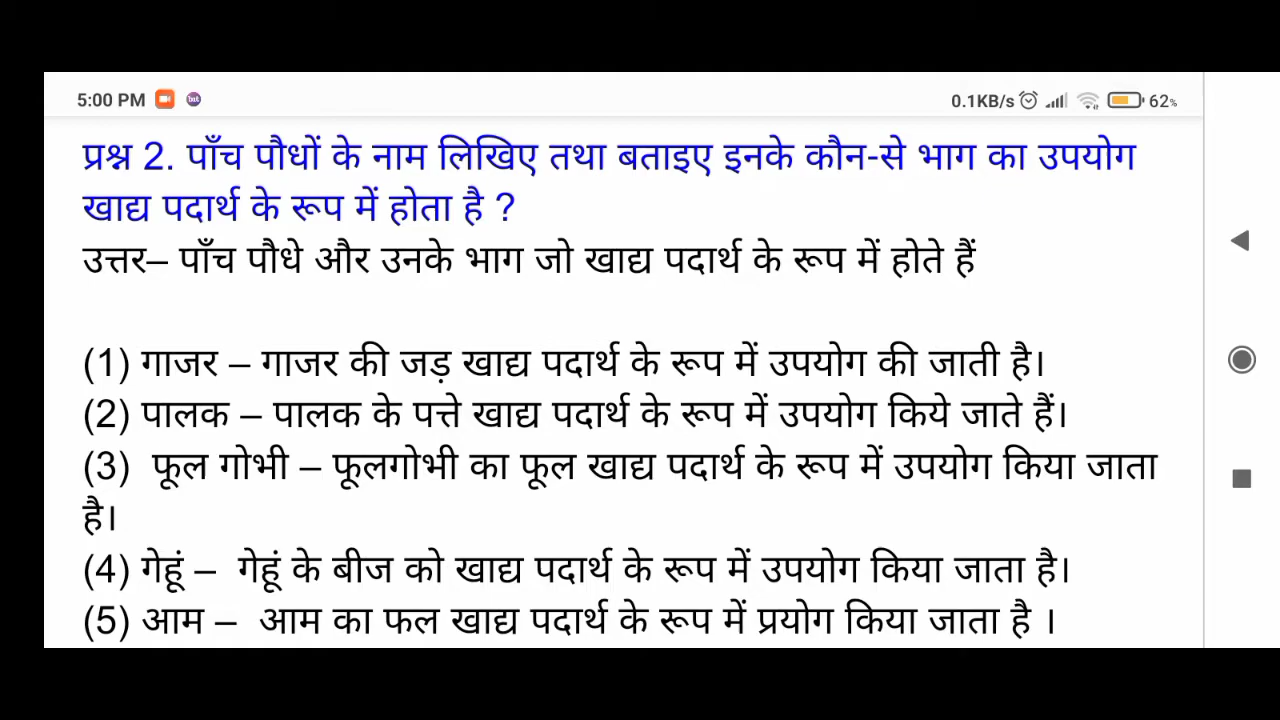 5:00 PM
0.1KB/s 62%
प्रश्न 2. पाँच पौधों के नाम लिखिए तथा बताइए इनके कौन-से भाग का उपयोग
खाद्य पदार्थ के रूप में होता है ?
उत्तर– पाँच पौधे और उनके भाग जो खाद्य पदार्थ के रूप में होते हैं
(1) गाजर – गाजर की जड़ खाद्य पदार्थ के रूप में उपयोग की जाती है।
(2) पालक – पालक के पत्ते खाद्य पदार्थ के रूप में उपयोग किये जाते हैं।
(3) फूल गोभी – फूलगोभी का फूल खाद्य पदार्थ के रूप में उपयोग किया जाता
है।
(4) गेहूं – गेहूं के बीज को खाद्य पदार्थ के रूप में उपयोग किया जाता है।
(5) आम – आम का फल खाद्य पदार्थ के रूप में प्रयोग किया जाता है ।